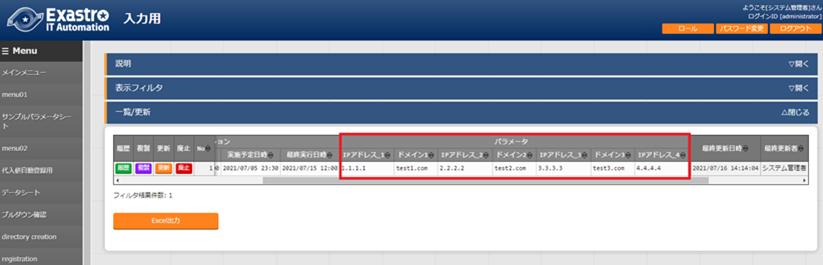 Exastro
IT Automation
入力用
ようこそ[システム管理者]さん
ログインID [administrator]
ロール
パスワード変更
ログアウト
Menu
メインメニュー
menu01
サンプルパラメータシート
menu02
代入値自動登録用
データシート
プルダウン確認
directory creation
registration
説明
▽開く
表示フィルタ
▽開く
一覧/更新
△閉じる
履歴 複製 更新 廃止 No ション パラメータ 最終更新日時 最終更新者
実施予定日時 最終実行日時 IPアドレス_1 ドメイン1 IPアドレス_2 ドメイン2 IPアドレス_3 ドメイン3 IPアドレス_4
履歴 複製 更新 廃止 1 2021/07/05 23:30 2021/07/15 12:00 1.1.1.1 test1.com 2.2.2.2 test2.com 3.3.3.3 test3.com 4.4.4.4 2021/07/16 14:14:04 システム管理者
フィルタ結果件数: 1
Excel出力